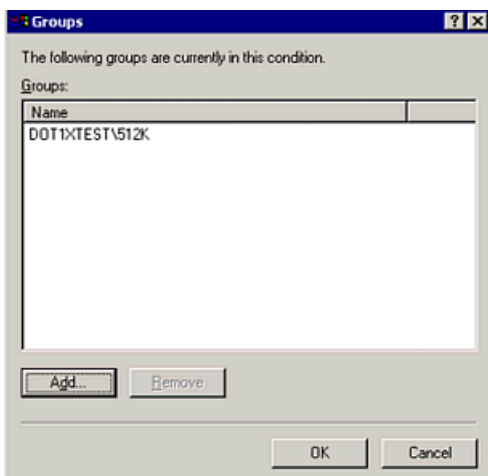 Groups
The following groups are currently in this condition.
Groups:
Name
DOT1XTEST\512K
Add...
Remove
OK
Cancel